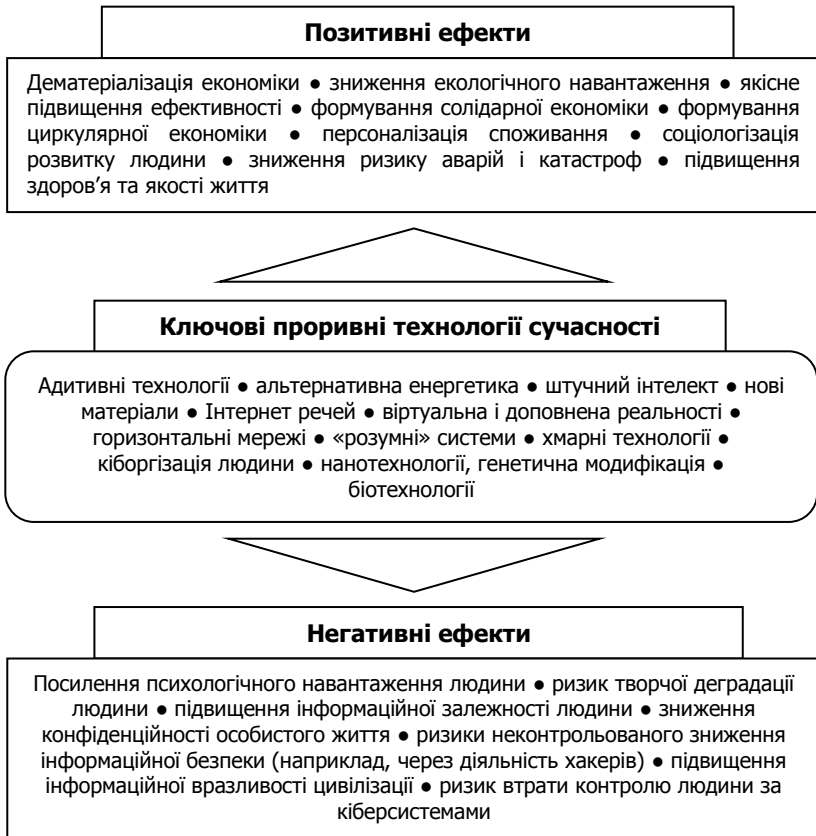 Позитивні ефекти
Дематеріалізація економіки ● зниження екологічного навантаження ● якісне
підвищення ефективності ● формування солідарної економіки ● формування
циркулярної економіки ● персоналізація споживання ● соціологізація
розвитку людини ● зниження ризику аварій і катастроф ● підвищення
здоров’я та якості життя
Ключові проривні технології сучасності
Адитивні технології ● альтернативна енергетика ● штучний інтелект ● нові
матеріали ● Інтернет речей ● віртуальна і доповнена реальності ●
горизонтальні мережі ● «розумні» системи ● хмарні технології ●
кіборгізація людини ● нанотехнології, генетична модифікація ●
біотехнології
Негативні ефекти
Посилення психологічного навантаження людини ● ризик творчої деградації
людини ● підвищення інформаційної залежності людини ● зниження
конфіденційності особистого життя ● ризики неконтрольованого зниження
інформаційної безпеки (наприклад, через діяльність хакерів) ● підвищення
інформаційної вразливості цивілізації ● ризик втрати контролю людини за
кіберсистемами